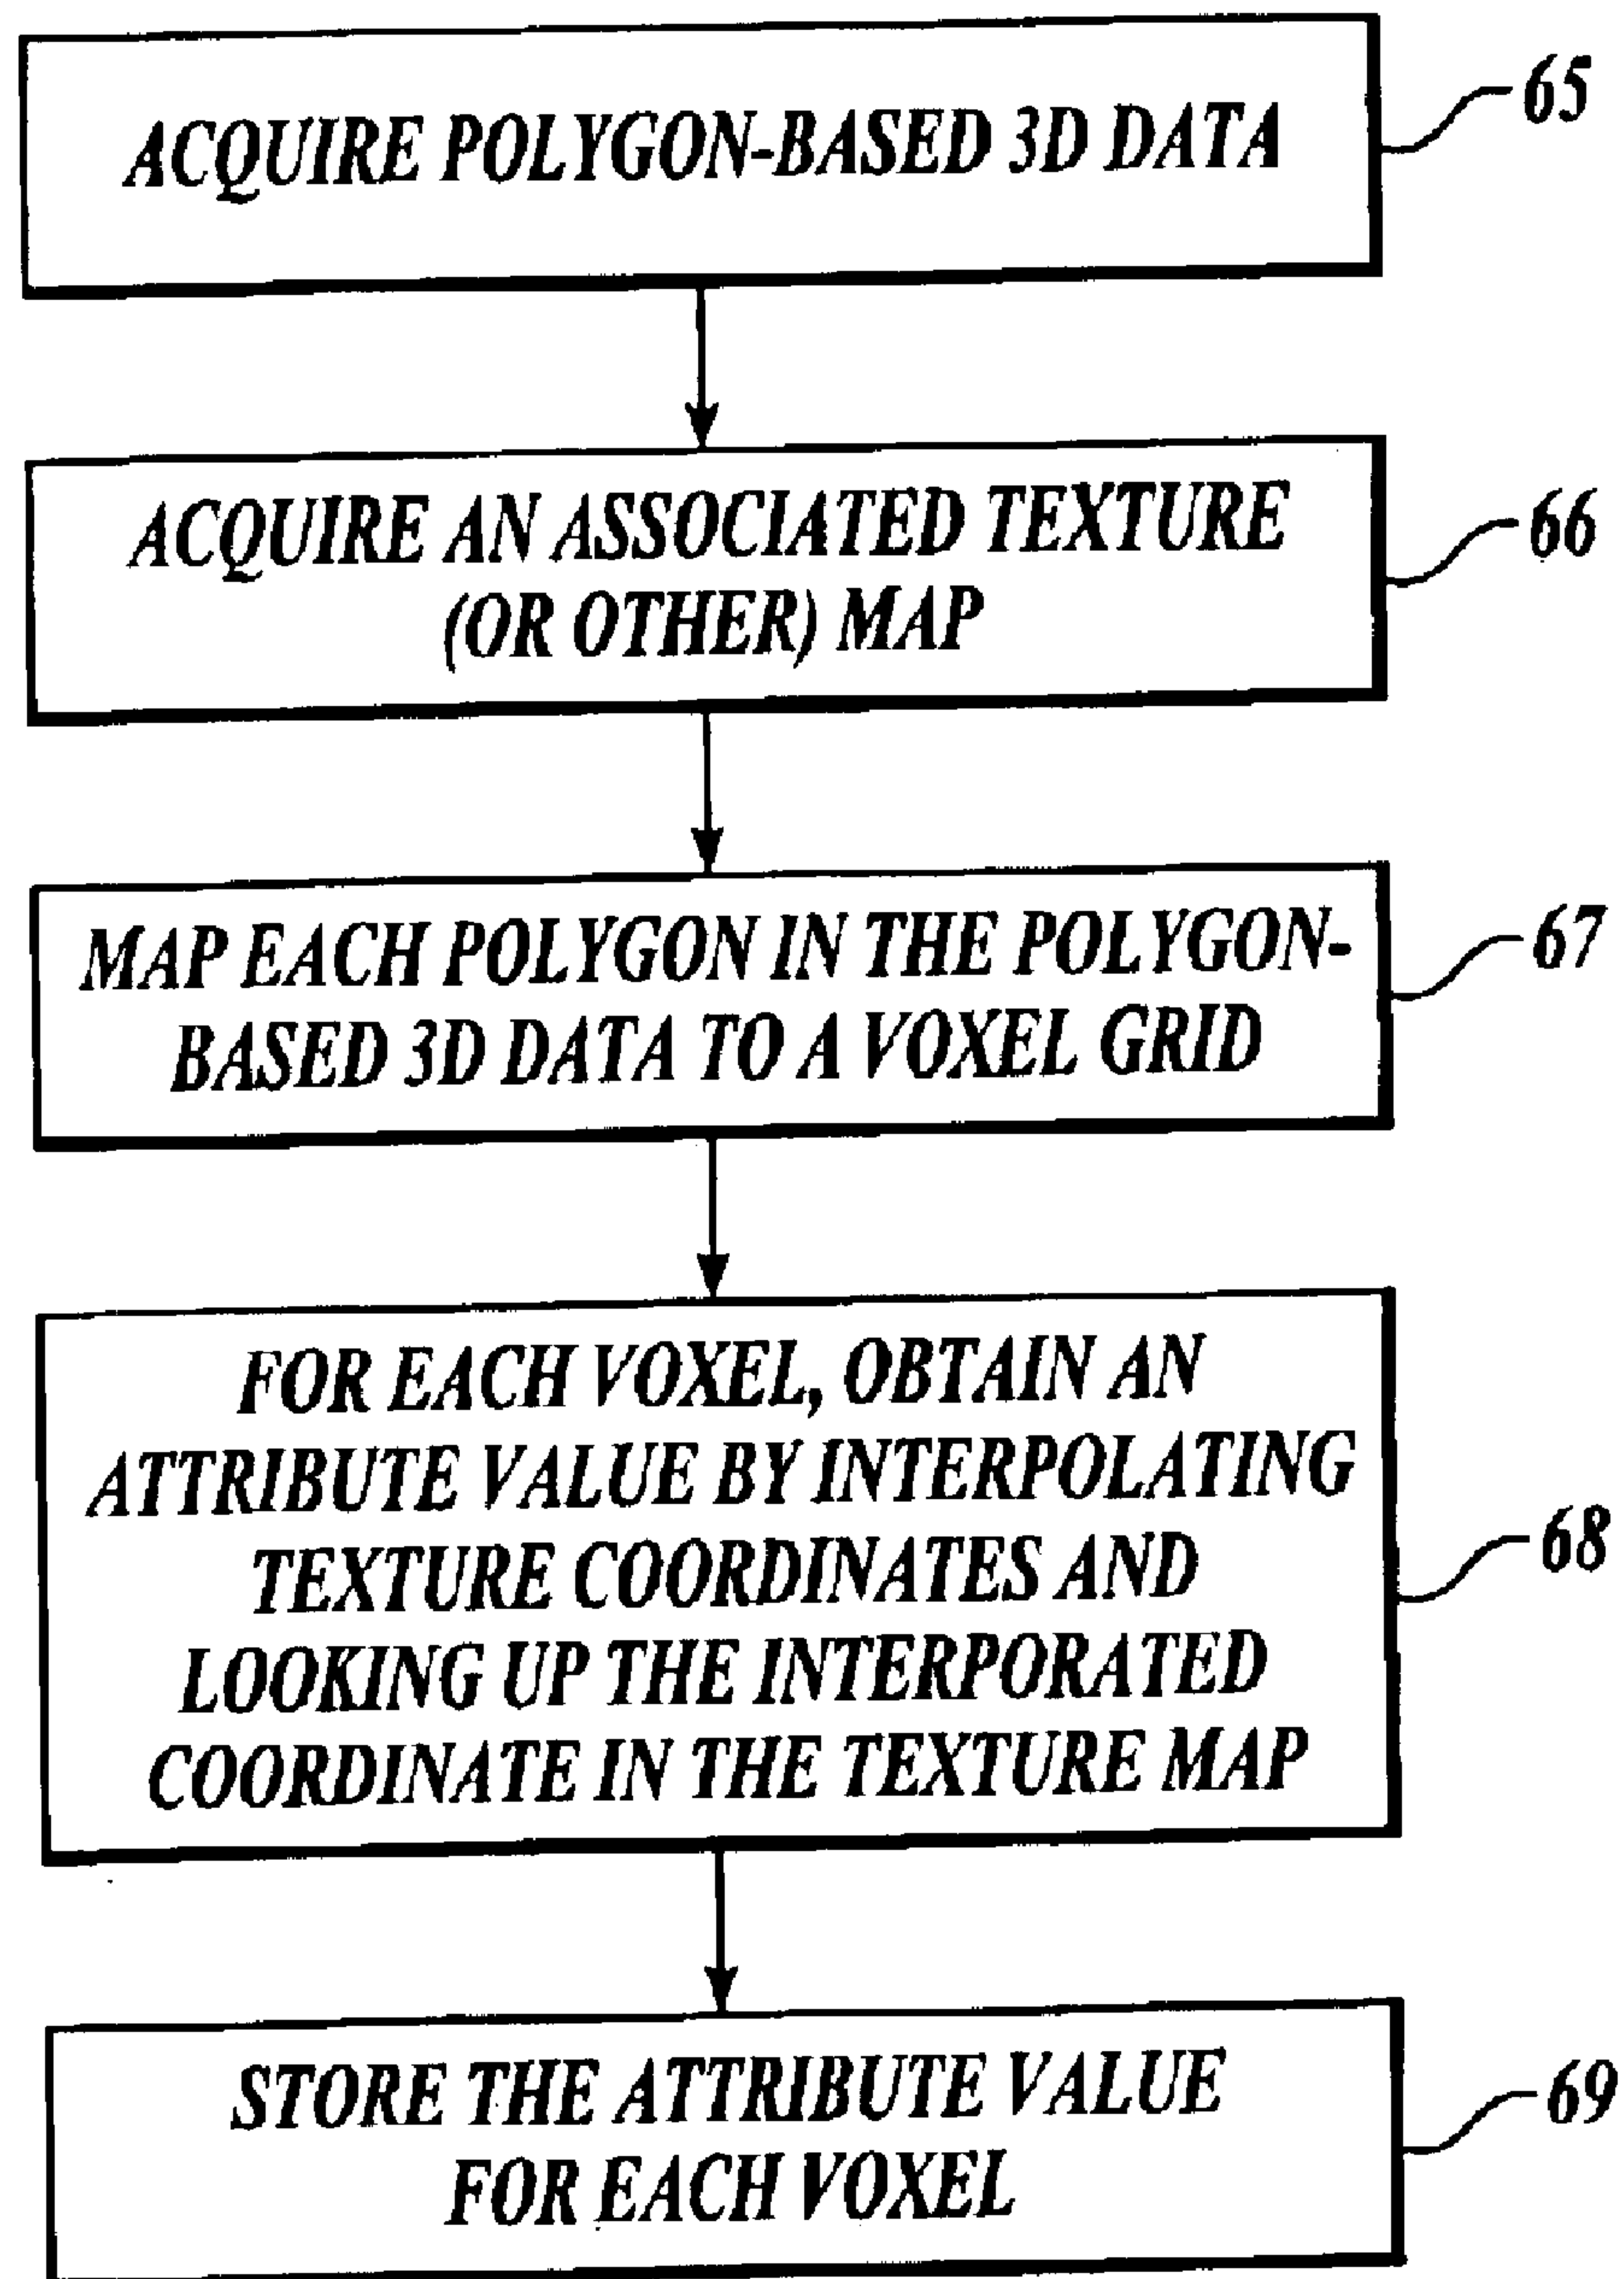 ACQUIRE POLYGON-BASED 3D DATA
65
ACQUIRE AN ASSOCIATED TEXTURE
(OR OTHER) MAP
66
MAP EACH POLYGON IN THE POLYGON-
BASED 3D DATA TO A VOXEL GRID
67
FOR EACH VOXEL, OBTAIN AN
ATTRIBUTE VALUE BY INTERPOLATING
TEXTURE COORDINATES AND
LOOKING UP THE INTERPORATED
COORDINATE IN THE TEXTURE MAP
68
STORE THE ATTRIBUTE VALUE
FOR EACH VOXEL
69